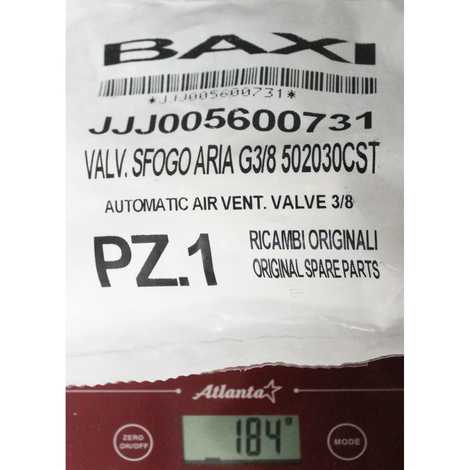 BAXI
*JJJ005600731*
JJJ005600731
VALV. SFOGO ARIA G3/8 502030CST
AUTOMATIC AIR VENT. VALVE 3/8
PZ.1
RICAMBI ORIGINALI
ORIGINAL SPARE PARTS
Atlanta
ZERO
ON/OFF
184
MODE